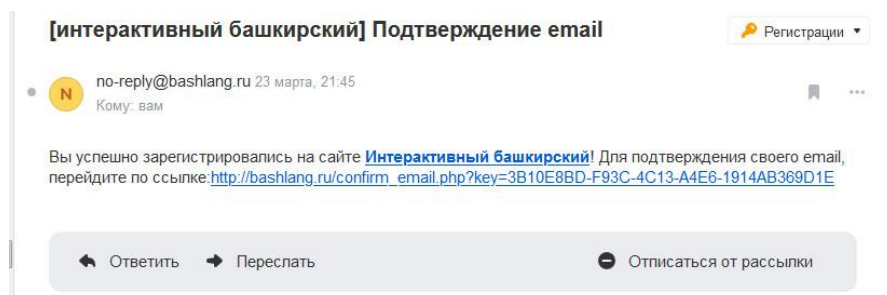 [интерактивный башкирский] Подтверждение email
Регистрации
N
no-reply@bashlang.ru 23 марта, 21:45
Кому: вам
Вы успешно зарегистрировались на сайте Интерактивный башкирский! Для подтверждения своего email,
перейдите по ссылке:http://bashlang.ru/confirm_email.php?key=3B10E8BD-F93C-4C13-A4E6-1914AB369D1E
Ответить Переслать Отписаться от рассылки